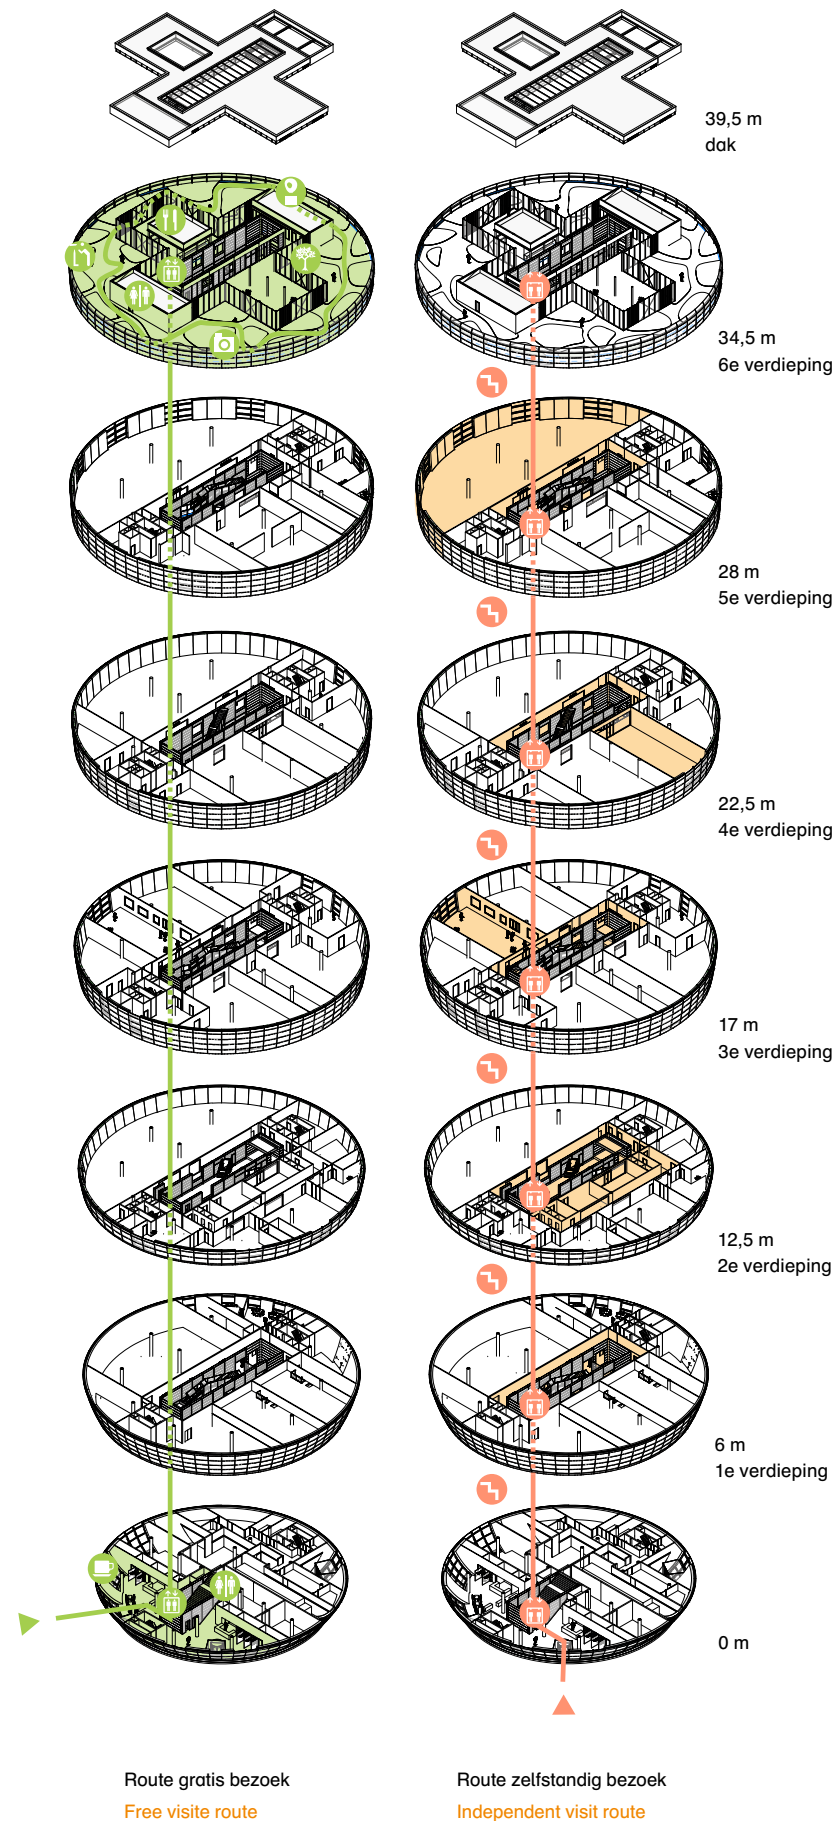 39,5 m
dak
34,5 m
6e verdieping
28 m
5e verdieping
22,5 m
4e verdieping
17 m
3e verdieping
12,5 m
2e verdieping
6 m
1e verdieping
0 m
Route gratis bezoek
Free visite route
Route zelfstandig bezoek
Independent visit route